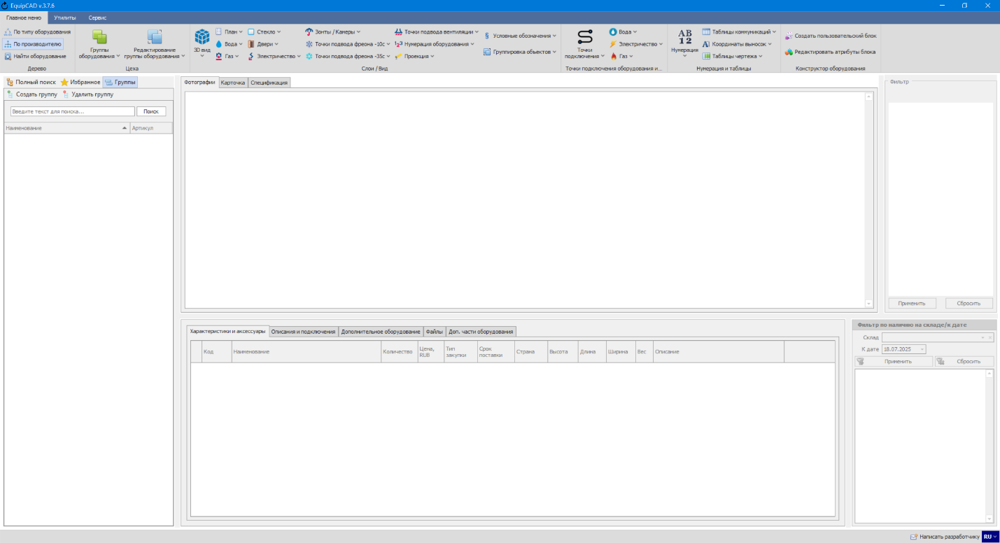 EquipCAD v.3.7.6
Главное меню Утилиты Сервис
По типу оборудования
По производителю
Найти оборудование
Дерево
Группы оборудования
Редактирование группы оборудования
Цеха
3D вид
План
Вода
Газ
Стекло
Двери
Электричество
Зонты / Камеры
Точки подвода фреона -10с
Точки подвода фреона -35с
Точки подвода вентиляции
1₂3 Нумерация оборудования
Проекция
§ Условные обозначения
Группировка объектов
Слои / Вид
Точки подключения
Вода
Электричество
Газ
Точки подключения оборудования и...
AB
12
Нумерация
Таблицы коммуникаций
A Координаты выносок
Таблицы чертежа
Нумерация и таблицы
Создать пользовательский блок
Редактировать атрибуты блока
Конструктор оборудования
Полный поиск Избранное Группы
Создать группу Удалить группу
Введите текст для поиска... Поиск
Наименование Артикул
Фотографии Карточка Спецификация
Фильтр
Применить Сбросить
Характеристики и аксессуары Описания и подключения Дополнительное оборудование Файлы Доп. части оборудования
Код Наименование Количество Цена, RUB Тип закупки Срок поставки Страна Высота Длина Ширина Вес Описание
Фильтр по наличию на складе/к дате
Склад
К дате 18.07.2025
Применить Сбросить
Написать разработчику RU